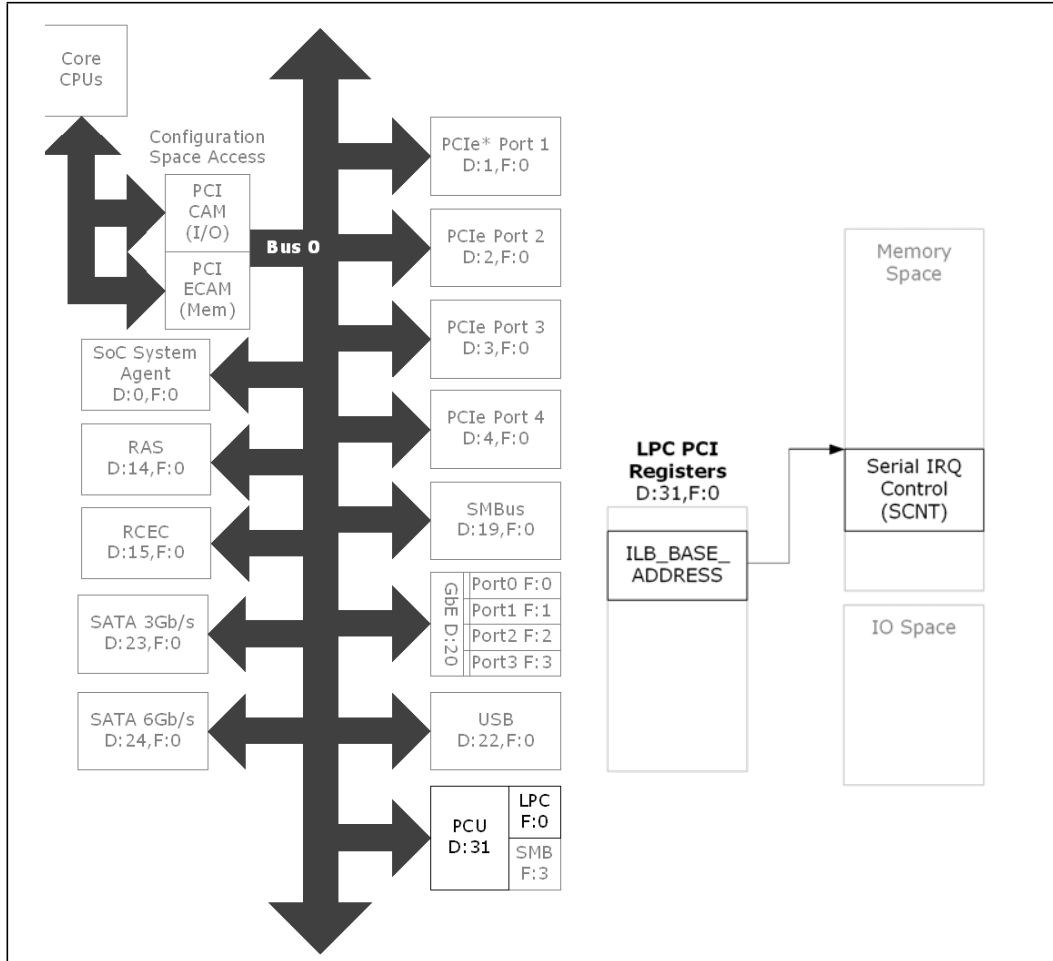 Core
CPUs
Configuration
Space Access
PCI
CAM
(I/O)
PCI
ECAM
(Mem)
Bus 0
SoC System
Agent
D:0,F:0
RAS
D:14,F:0
RCEC
D:15,F:0
SATA 3Gb/s
D:23,F:0
SATA 6Gb/s
D:24,F:0
PCIe* Port 1
D:1,F:0
PCIe Port 2
D:2,F:0
PCIe Port 3
D:3,F:0
PCIe Port 4
D:4,F:0
SMBus
D:19,F:0
GbE D:20
Port0 F:0
Port1 F:1
Port2 F:2
Port3 F:3
USB
D:22,F:0
PCU
D:31
LPC
F:0
SMB
F:3
LPC PCI
Registers
D:31,F:0
ILB_BASE_
ADDRESS
Memory
Space
Serial IRQ
Control
(SCNT)
IO Space